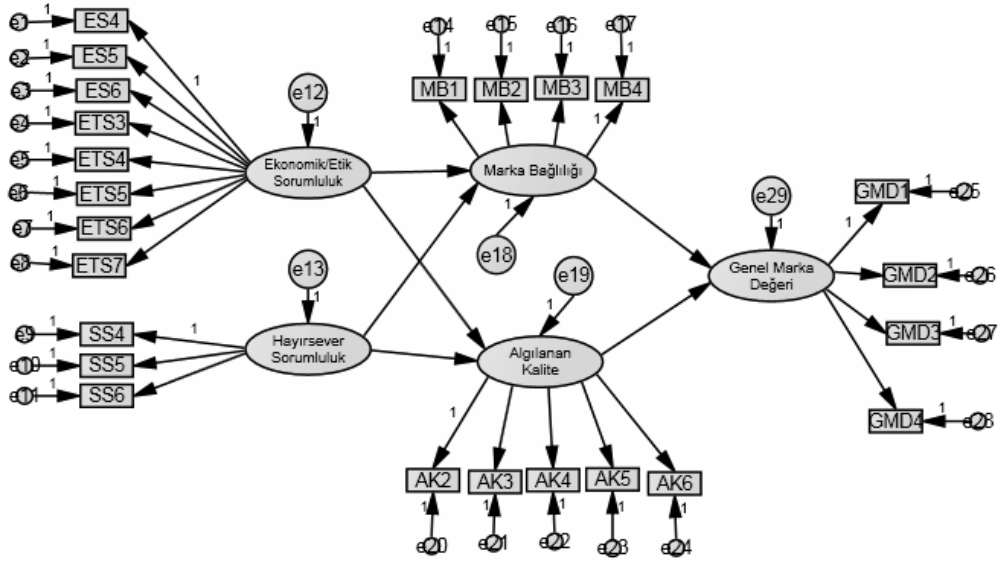 e1 1 ES4
e2 1 ES5
e3 1 ES6
e4 1 ETS3
e5 1 ETS4
e6 1 ETS5
e7 1 ETS6
e8 1 ETS7
1
e12
1
Ekonomik/Etik
Sorumluluk
e13
1
Hayırsever
Sorumluluk
e9 1 SS4
e10 1 SS5
e11 1 SS6
1
e14 e15 e16 e17
1 1 1 1
MB1 MB2 MB3 MB4
1
Marka Bağlılığı
1
e18
e19
1
Algılanan
Kalite
1
AK2 AK3 AK4 AK5 AK6
1 1 1 1 1
e20 e21 e22 e23 e24
e29
1
Genel Marka
Değeri
1
GMD1 1 e25
GMD2 1 e26
GMD3 1 e27
GMD4 1 e28